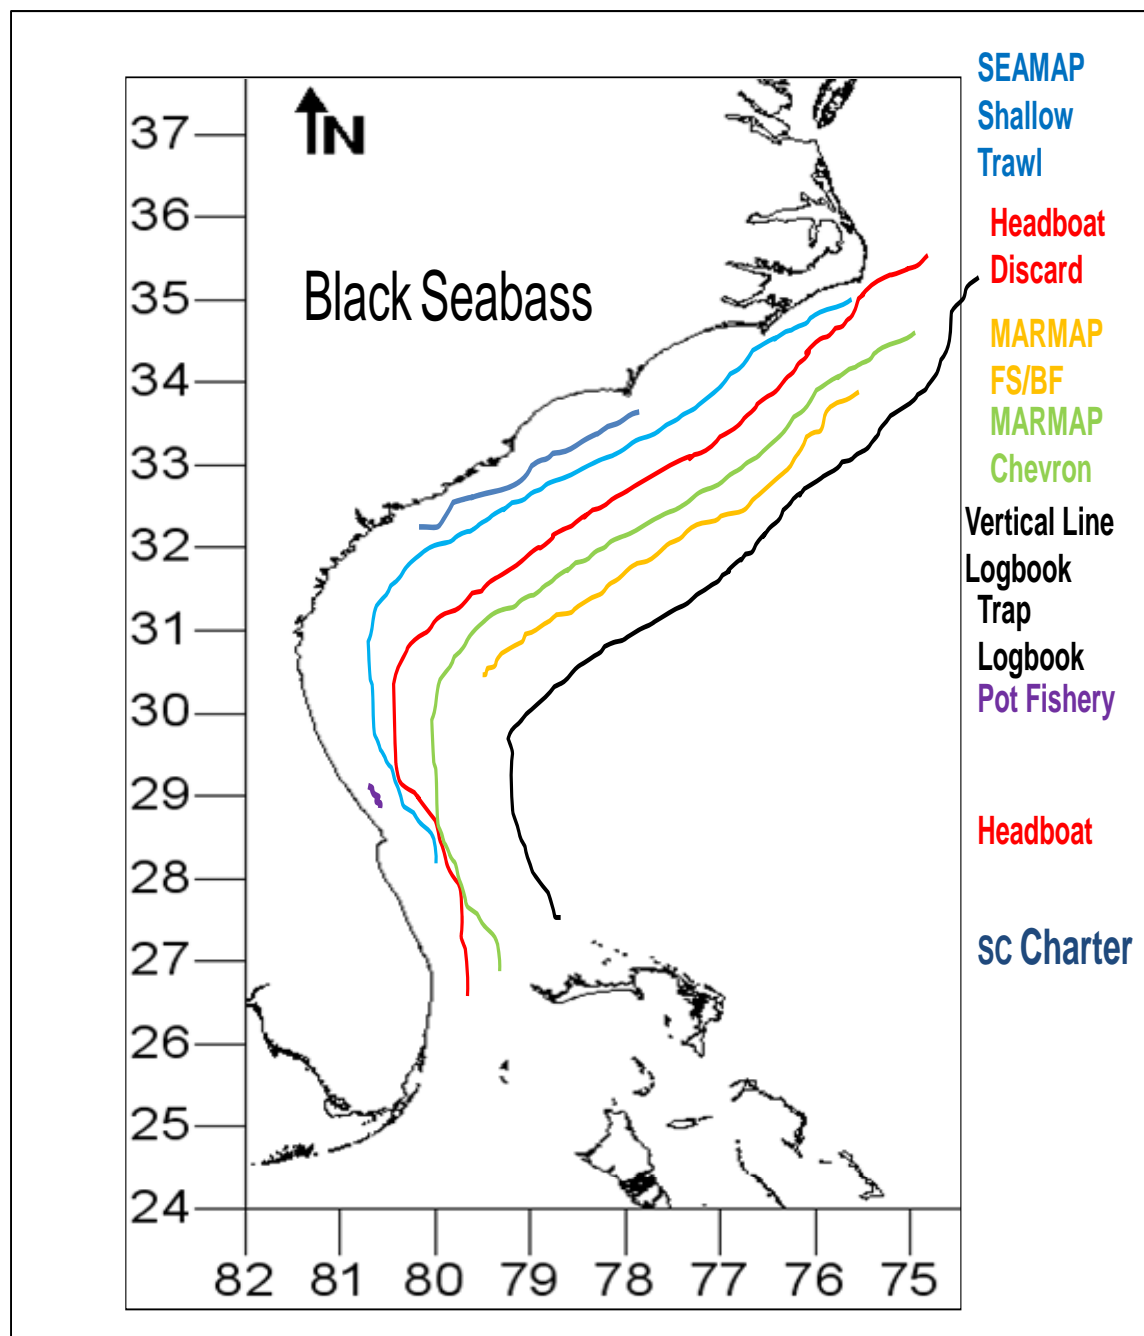 SEAMAP
Shallow
Trawl
Headboat
Discard
MARMAP
FS/BF
MARMAP
Chevron
Vertical Line
Logbook
Trap
Logbook
Pot Fishery
Headboat
SC Charter
N
Black Seabass
37
36
35
34
33
32
31
30
29
28
27
26
25
24
82 81 80 79 78 77 76 75